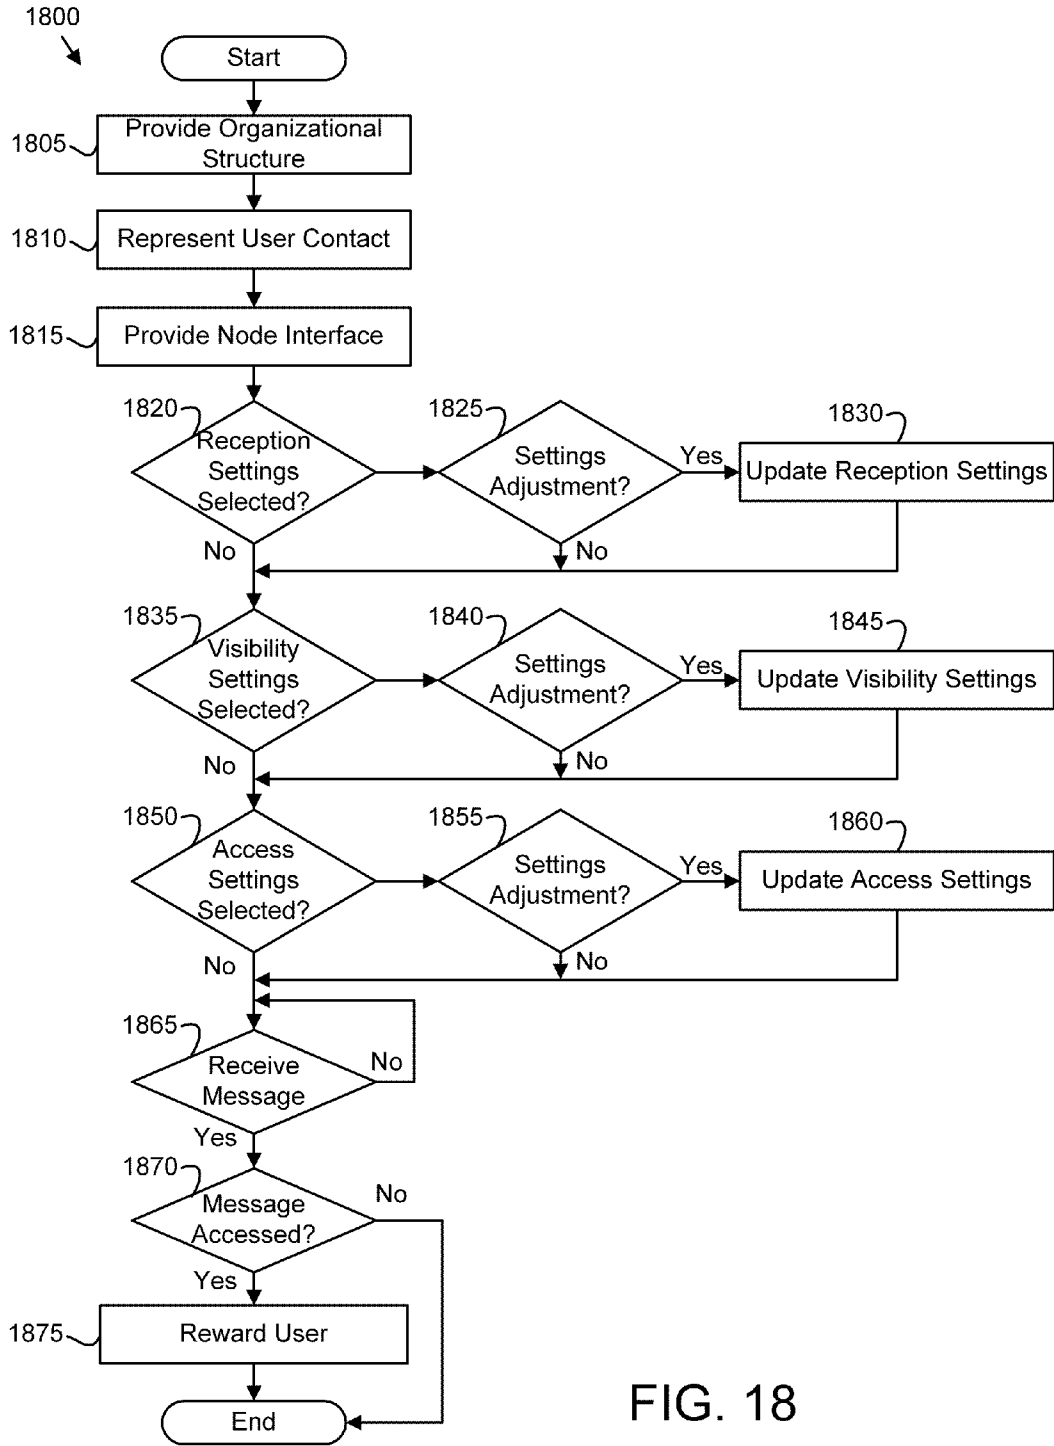 1800
Start
1805
Provide Organizational
Structure
1810
Represent User Contact
1815
Provide Node Interface
1820
Reception
Settings
Selected?
1825
Settings
Adjustment?
Yes
1830
Update Reception Settings
No
No
1835
Visibility
Settings
Selected?
1840
Settings
Adjustment?
Yes
1845
Update Visibility Settings
No
No
1850
Access
Settings
Selected?
1855
Settings
Adjustment?
Yes
1860
Update Access Settings
No
No
1865
Receive
Message
No
Yes
1870
Message
Accessed?
No
Yes
1875
Reward User
End
FIG. 18